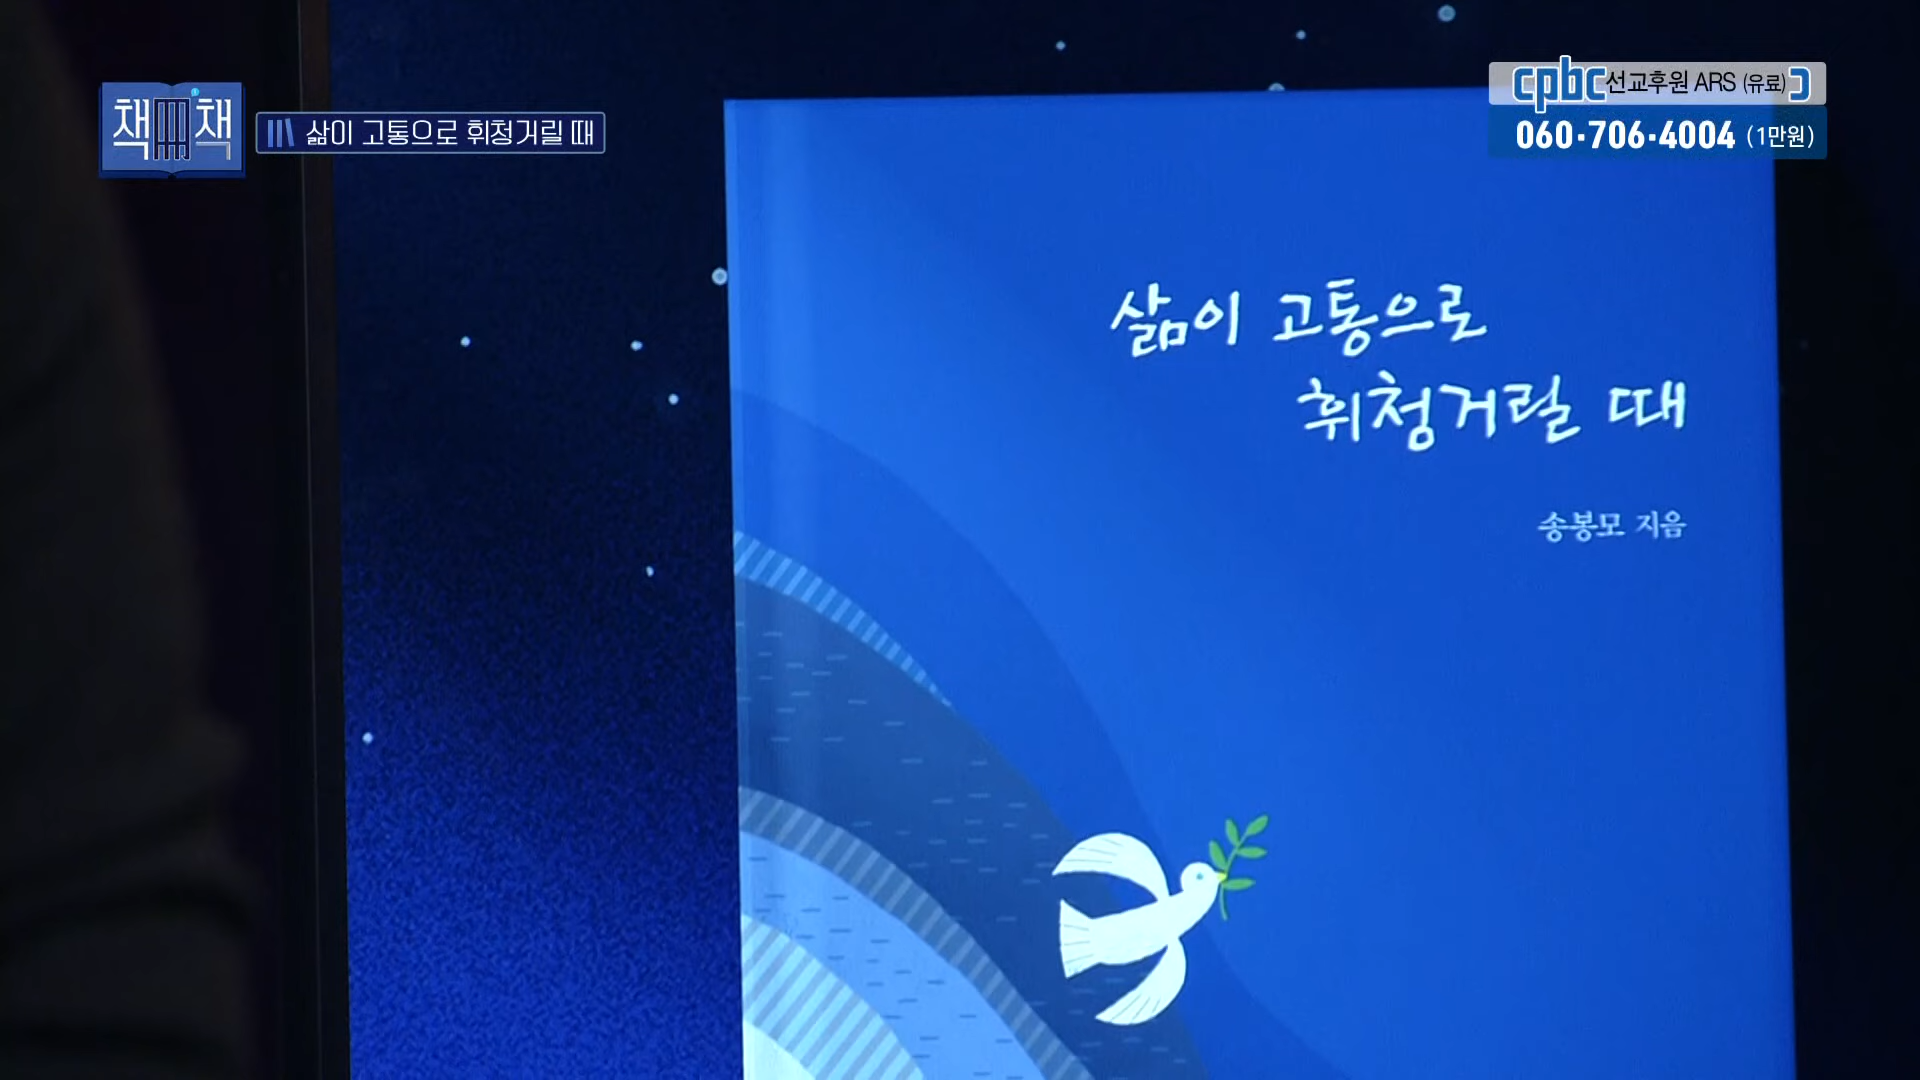 책冊책
삶이 고통으로 휘청거릴 때
cpbc 선교후원 ARS (유료)
060·706·4004 (1만원)
삶이 고통으로
휘청거릴 때
송봉모 지음